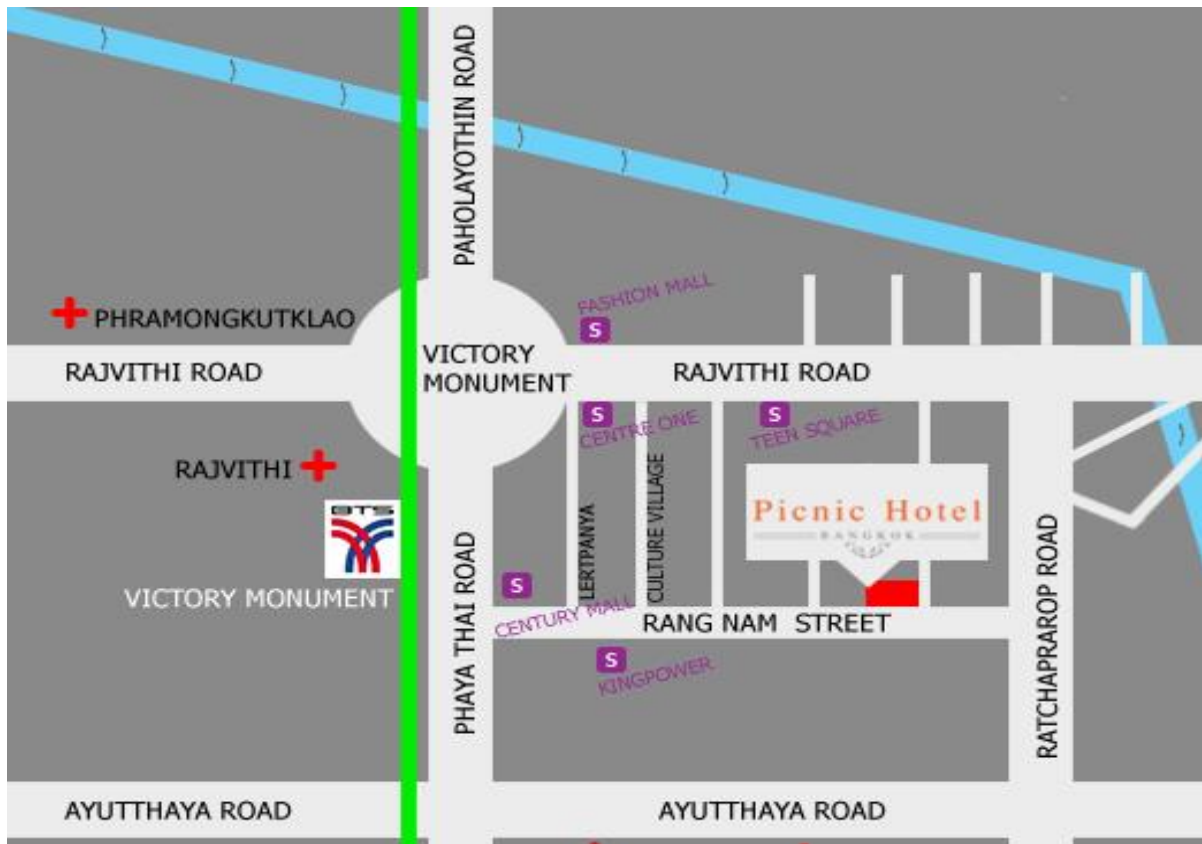 PAHOLAYOTHIN ROAD
FASHION MALL
S
PHRAMONGKUTKLAO
RAJVITHI ROAD
VICTORY
MONUMENT
RAJVITHI ROAD
S
CENTRE ONE
S
TEEN SQUARE
RAJVITHI
BTS
VICTORY MONUMENT
PHAYA THAI ROAD
LERTPANYA
CULTURE VILLAGE
Picnic Hotel
BANGKOK
S
CENTURY MALL
RANG NAM STREET
S
KINGPOWER
RATCHAPRAROP ROAD
AYUTTHAYA ROAD
AYUTTHAYA ROAD